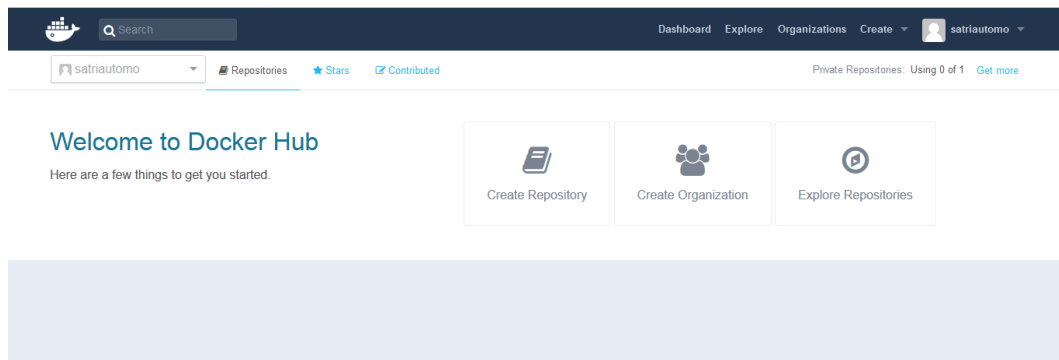 Search
Dashboard Explore Organizations Create satriautomo
satriautomo Repositories Stars Contributed Private Repositories: Using 0 of 1 Get more
Welcome to Docker Hub
Here are a few things to get you started.
Create Repository Create Organization Explore Repositories